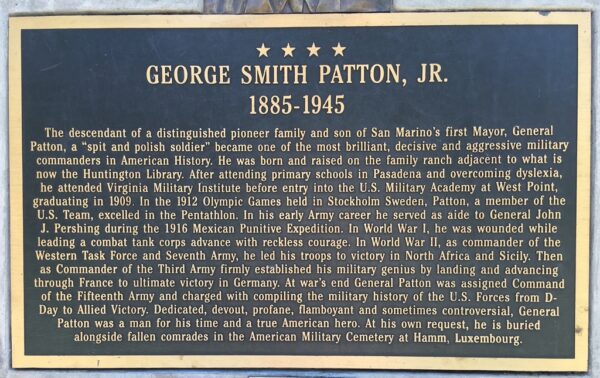 GEORGE SMITH PATTON, JR.
1885-1945
The descendant of a distinguished pioneer family and son of San Marino's first Mayor, General
Patton, a "spit and polish soldier" became one of the most brilliant, decisive and aggressive military
commanders in American History. He was born and raised on the family ranch adjacent to what is
now the Huntington Library. After attending primary schools in Pasadena and overcoming dyslexia,
he attended Virginia Military Institute before entry into the U.S. Military Academy at West Point,
graduating in 1909. In the 1912 Olympic Games held in Stockholm Sweden, Patton, a member of the
U.S. Team, excelled in the Pentathlon. In his early Army career he served as aide to General John
J. Pershing during the 1916 Mexican Punitive Expedition. In World War I, he was wounded while
leading a combat tank corps advance with reckless courage. In World War II, as commander of the
Western Task Force and Seventh Army, he led his troops to victory in North Africa and Sicily. Then
as Commander of the Third Army firmly established his military genius by landing and advancing
through France to ultimate victory in Germany. At war's end General Patton was assigned Command
of the Fifteenth Army and charged with compiling the military history of the U.S. Forces from D-
Day to Allied Victory. Dedicated, devout, profane, flamboyant and sometimes controversial, General
Patton was a man for his time and a true American hero. At his own request, he is buried
alongside fallen comrades in the American Military Cemetery at Hamm, Luxembourg.